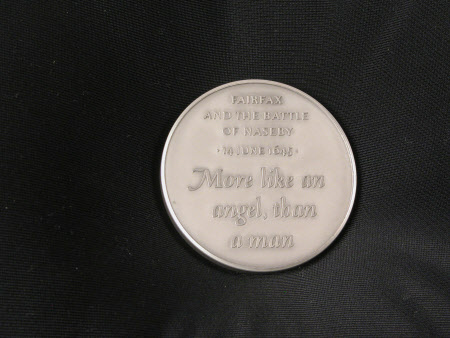 FAIRFAX
AND THE BATTLE
OF NASEBY
·14 JUNE 1645·
More like an
angel, than
a man